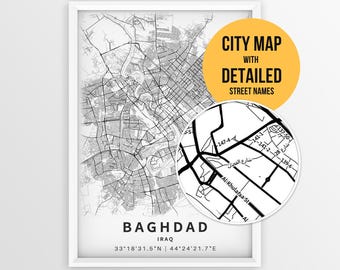 CITY MAP
WITH
DETAILED
STREET NAMES
BAGHDAD
IRAQ
33°18'31.5"N | 44°24'21.7"E